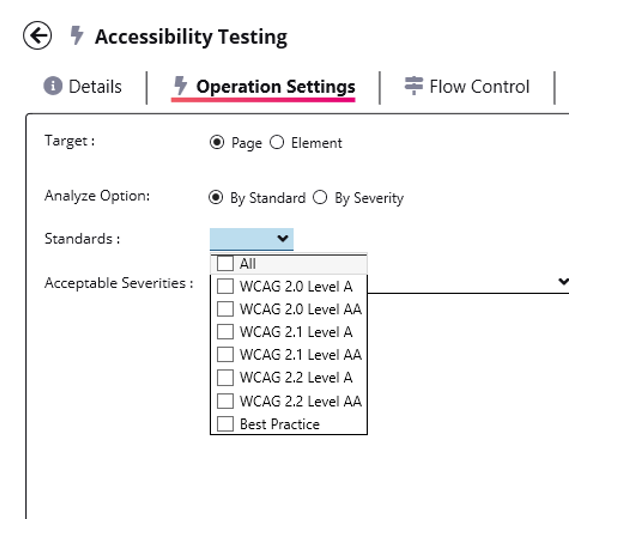 Accessibility Testing
Details
Operation Settings
Flow Control
Target :
Page
Element
Analyze Option:
By Standard
By Severity
Standards :
All
WCAG 2.0 Level A
WCAG 2.0 Level AA
WCAG 2.1 Level A
WCAG 2.1 Level AA
WCAG 2.2 Level A
WCAG 2.2 Level AA
Best Practice
Acceptable Severities :